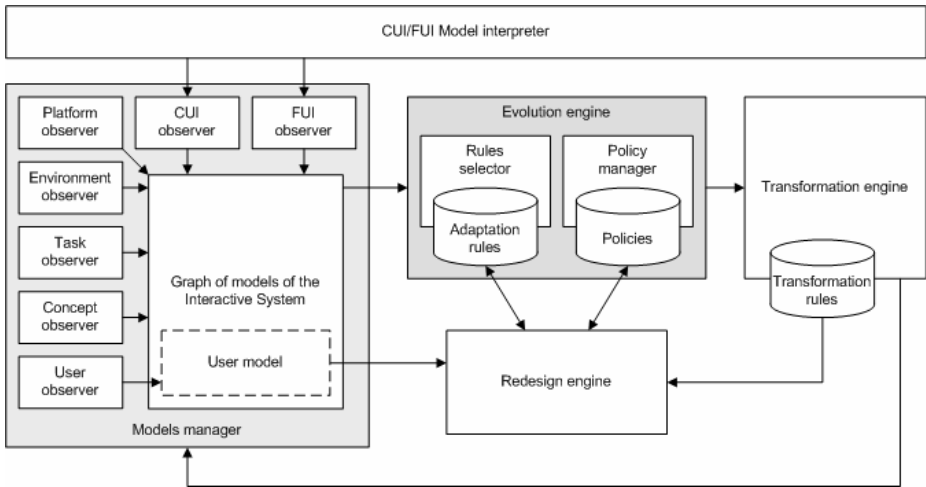 CUI/FUI Model interpreter
Platform
observer
CUI
observer
FUI
observer
Environment
observer
Task
observer
Concept
observer
User
observer
Graph of models of the
Interactive System
User model
Models manager
Evolution engine
Rules
selector
Adaptation
rules
Policy
manager
Policies
Transformation engine
Transformation
rules
Redesign engine